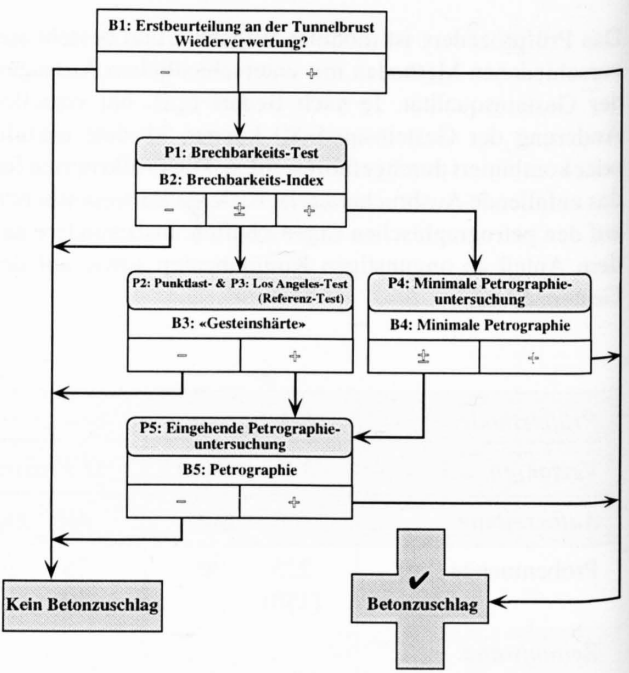 B1: Erstbeurteilung an der Tunnelbrust
Wiederverwertung?
− +
P1: Brechbarkeits-Test
B2: Brechbarkeits-Index
− ± +
P2: Punktlast- & P3: Los Angeles-Test
(Referenz-Test)
B3: «Gesteinshärte»
− +
P4: Minimale Petrographie-
untersuchung
B4: Minimale Petrographie
± +
P5: Eingehende Petrographie-
untersuchung
B5: Petrographie
− +
Kein Betonzuschlag
✔
Betonzuschlag